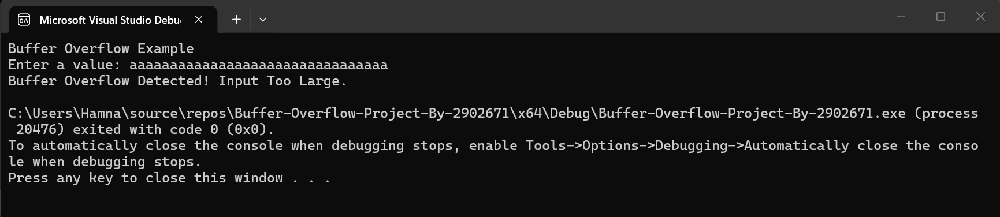 Microsoft Visual Studio Debu
Buffer Overflow Example
Enter a value: aaaaaaaaaaaaaaaaaaaaaaaaaaaaaaaa
Buffer Overflow Detected! Input Too Large.
C:\Users\Hamna\source\repos\Buffer-Overflow-Project-By-2902671\x64\Debug\Buffer-Overflow-Project-By-2902671.exe (process
 20476) exited with code 0 (0x0).
To automatically close the console when debugging stops, enable Tools->Options->Debugging->Automatically close the conso
le when debugging stops.
Press any key to close this window . . .